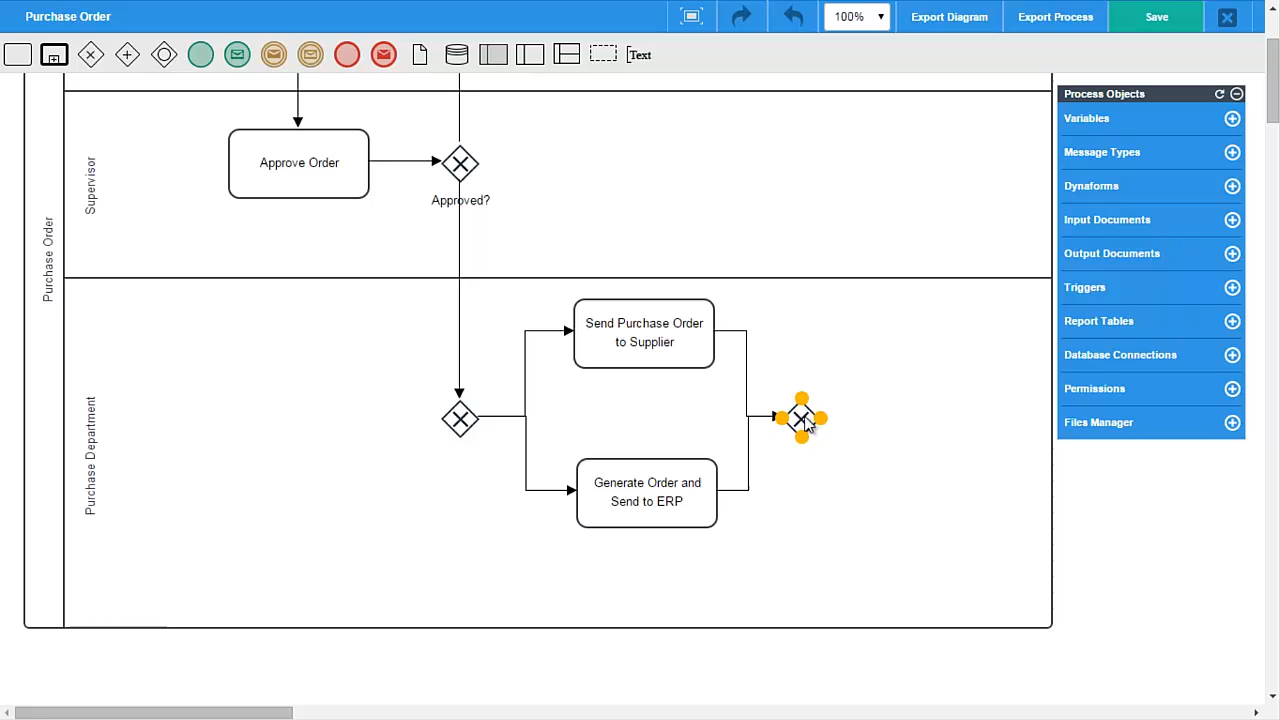 Purchase Order
100%
Export Diagram
Export Process
Save
Text
Process Objects
Variables
Message Types
Dynaforms
Input Documents
Output Documents
Triggers
Report Tables
Database Connections
Permissions
Files Manager
Purchase Order
Supervisor
Approve Order
Approved?
Purchase Department
Send Purchase Order
to Supplier
Generate Order and
Send to ERP